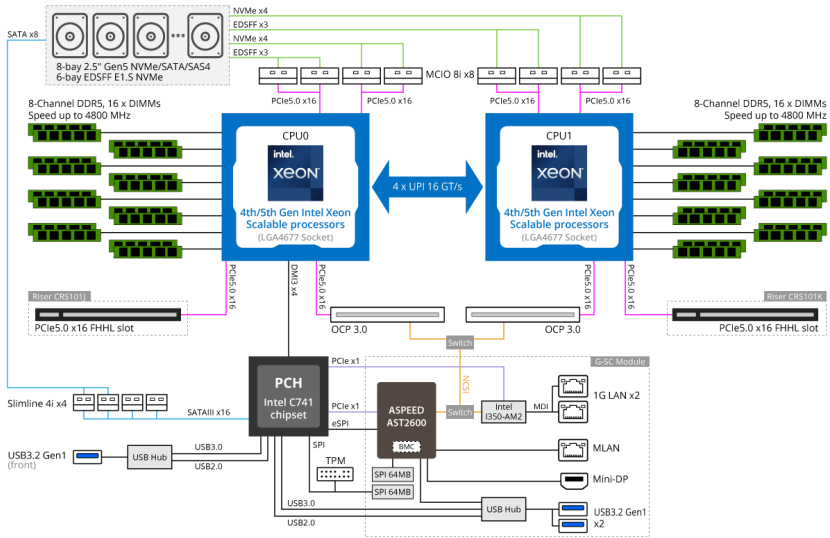 SATA x8
NVMe x4
EDSFF x3
NVMe x4
EDSFF x3
8-bay 2.5" Gen5 NVMe/SATA/SAS4
6-bay EDSFF E1.S NVMe
MCIO 8i x8
PCIe5.0 x16
PCIe5.0 x16
PCIe5.0 x16
PCIe5.0 x16
8-Channel DDR5, 16 x DIMMs
Speed up to 4800 MHz
8-Channel DDR5, 16 x DIMMs
Speed up to 4800 MHz
CPU0
intel.
XEON
4th/5th Gen Intel Xeon
Scalable processors
(LGA4677 Socket)
4 x UPI 16 GT/s
CPU1
intel.
XEON
4th/5th Gen Intel Xeon
Scalable processors
(LGA4677 Socket)
PCIe5.0 x16
DMI3 x4
PCIe5.0 x16
PCIe5.0 x16
PCIe5.0 x16
Riser CRS101J
PCIe5.0 x16 FHHL slot
OCP 3.0
OCP 3.0
Riser CRS101K
PCIe5.0 x16 FHHL slot
Switch
G-SC Module
PCH
Intel C741
chipset
PCIe x1
NCSI
PCIe x1
eSPI
ASPEED
AST2600
BMC
Switch
Intel
I350-AM2
MDI
1G LAN x2
Slimline 4i x4
SATAIII x16
MLAN
USB3.2 Gen1
(front)
USB Hub
USB3.0
USB2.0
SPI
TPM
SPI 64MB
SPI 64MB
Mini-DP
USB3.0
USB2.0
USB Hub
USB3.2 Gen1
x2